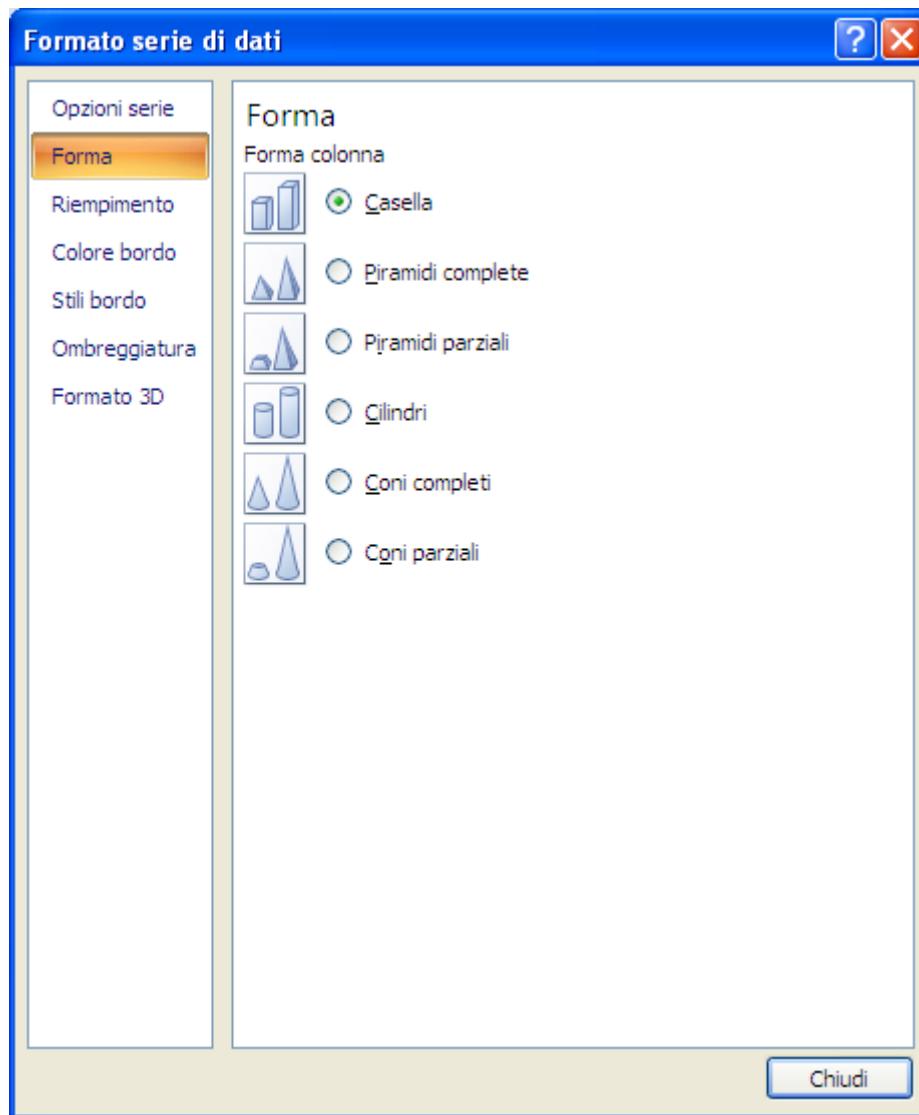 Formato serie di dati
?
Opzioni serie
Forma
Riempimento
Colore bordo
Stili bordo
Ombreggiatura
Formato 3D
Forma
Forma colonna
Casella
Piramidi complete
Piramidi parziali
Cilindri
Coni completi
Coni parziali
Chiudi